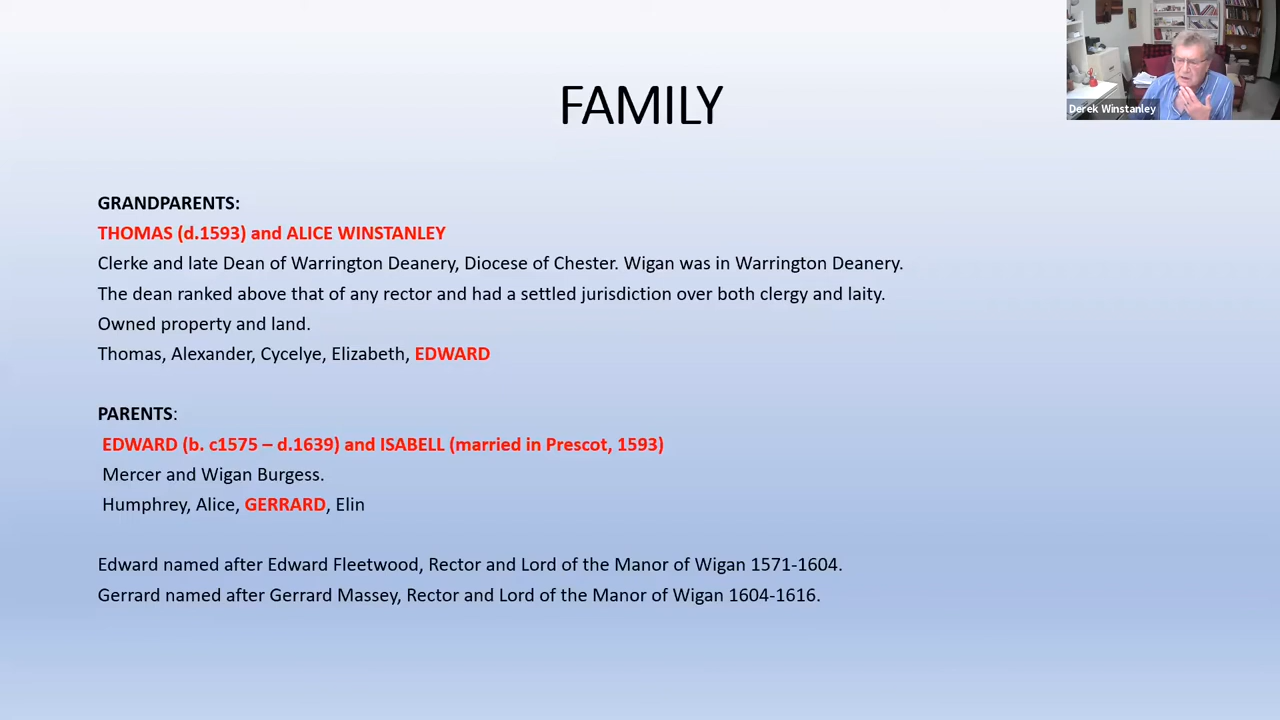 Derek Winstanley
FAMILY
GRANDPARENTS:
THOMAS (d.1593) and ALICE WINSTANLEY
Clerke and late Dean of Warrington Deanery, Diocese of Chester. Wigan was in Warrington Deanery.
The dean ranked above that of any rector and had a settled jurisdiction over both clergy and laity.
Owned property and land.
Thomas, Alexander, Cycelye, Elizabeth, EDWARD
PARENTS:
EDWARD (b. c1575 – d.1639) and ISABELL (married in Prescot, 1593)
Mercer and Wigan Burgess.
Humphrey, Alice, GERRARD, Elin
Edward named after Edward Fleetwood, Rector and Lord of the Manor of Wigan 1571-1604.
Gerrard named after Gerrard Massey, Rector and Lord of the Manor of Wigan 1604-1616.